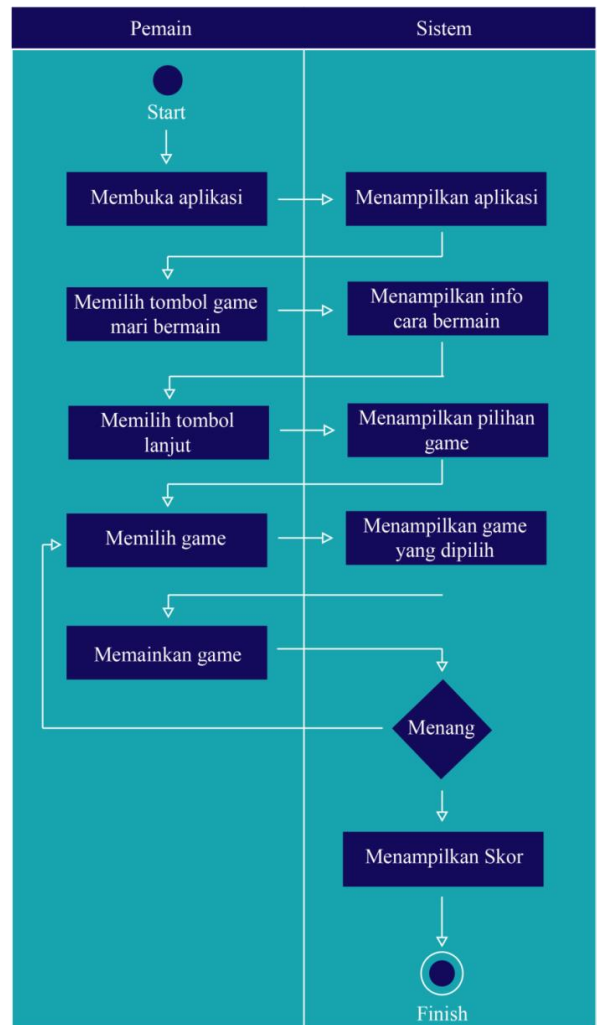 Pemain
Sistem
Start
Membuka aplikasi
Menampilkan aplikasi
Memilih tombol game
mari bermain
Menampilkan info
cara bermain
Memilih tombol
lanjut
Menampilkan pilihan
game
Memilih game
Menampilkan game
yang dipilih
Memainkan game
Menang
Menampilkan Skor
Finish